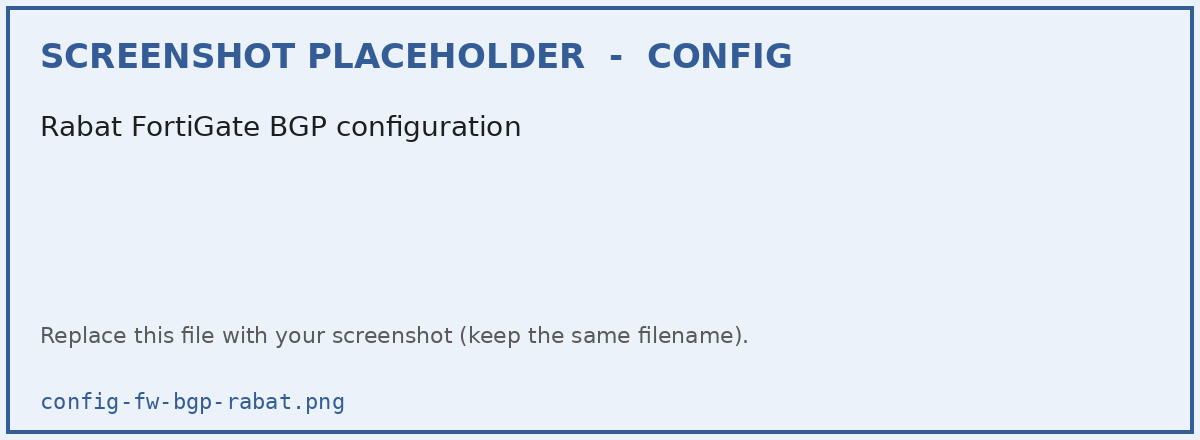 SCREENSHOT PLACEHOLDER - CONFIG
Rabat FortiGate BGP configuration
Replace this file with your screenshot (keep the same filename).
config-fw-bgp-rabat.png